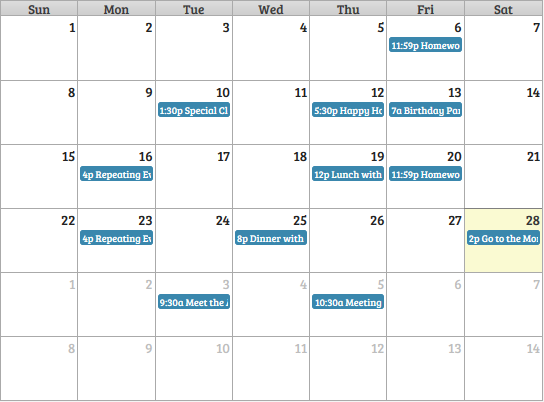 Sun Mon Tue Wed Thu Fri Sat
1 2 3 4 5 6 7
11:59p Homewo
8 9 10 11 12 13 14
1:30p Special Cl 5:30p Happy Ho 7a Birthday Par
15 16 17 18 19 20 21
4p Repeating Ev 12p Lunch with 11:59p Homewo
22 23 24 25 26 27 28
4p Repeating Ev 8p Dinner with 2p Go to the Mo
1 2 3 4 5 6 7
9:30a Meet the 10:30a Meeting
8 9 10 11 12 13 14